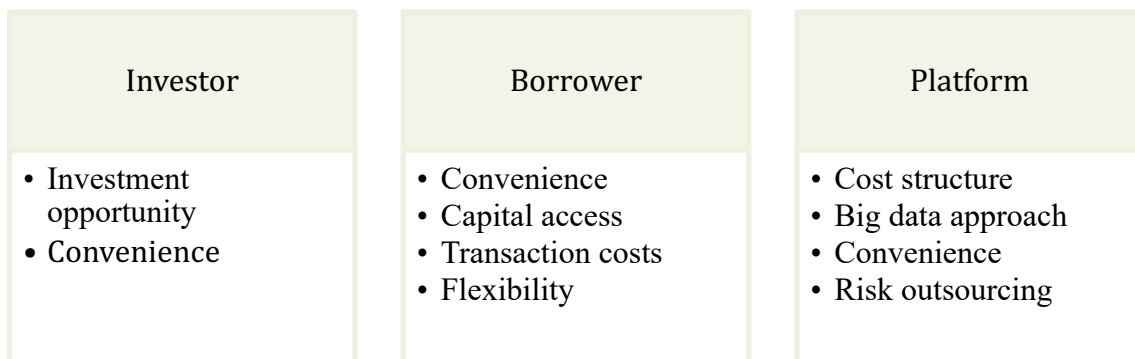 Investor
• Investment
opportunity
• Convenience
Borrower
• Convenience
• Capital access
• Transaction costs
• Flexibility
Platform
• Cost structure
• Big data approach
• Convenience
• Risk outsourcing